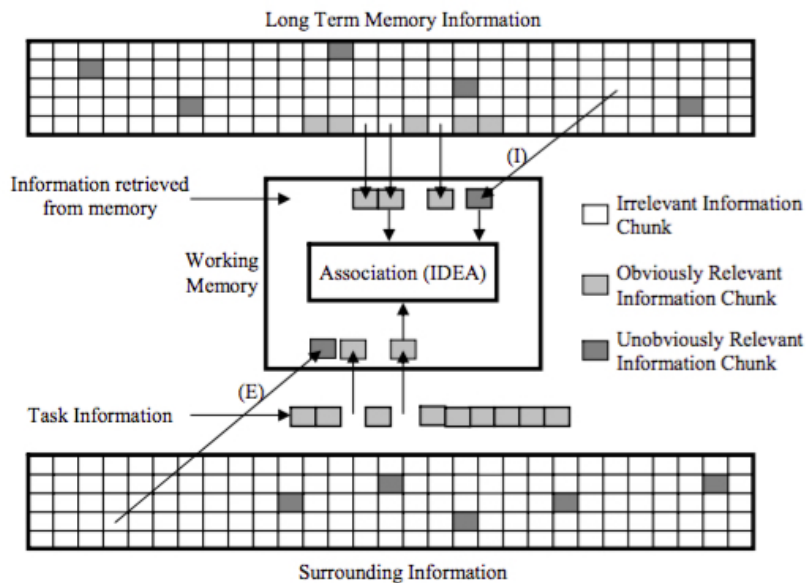 Long Term Memory Information
(I)
Information retrieved
from memory
Irrelevant Information
Chunk
Working
Memory
Association (IDEA)
Obviously Relevant
Information Chunk
Unobviously Relevant
Information Chunk
(E)
Task Information
Surrounding Information